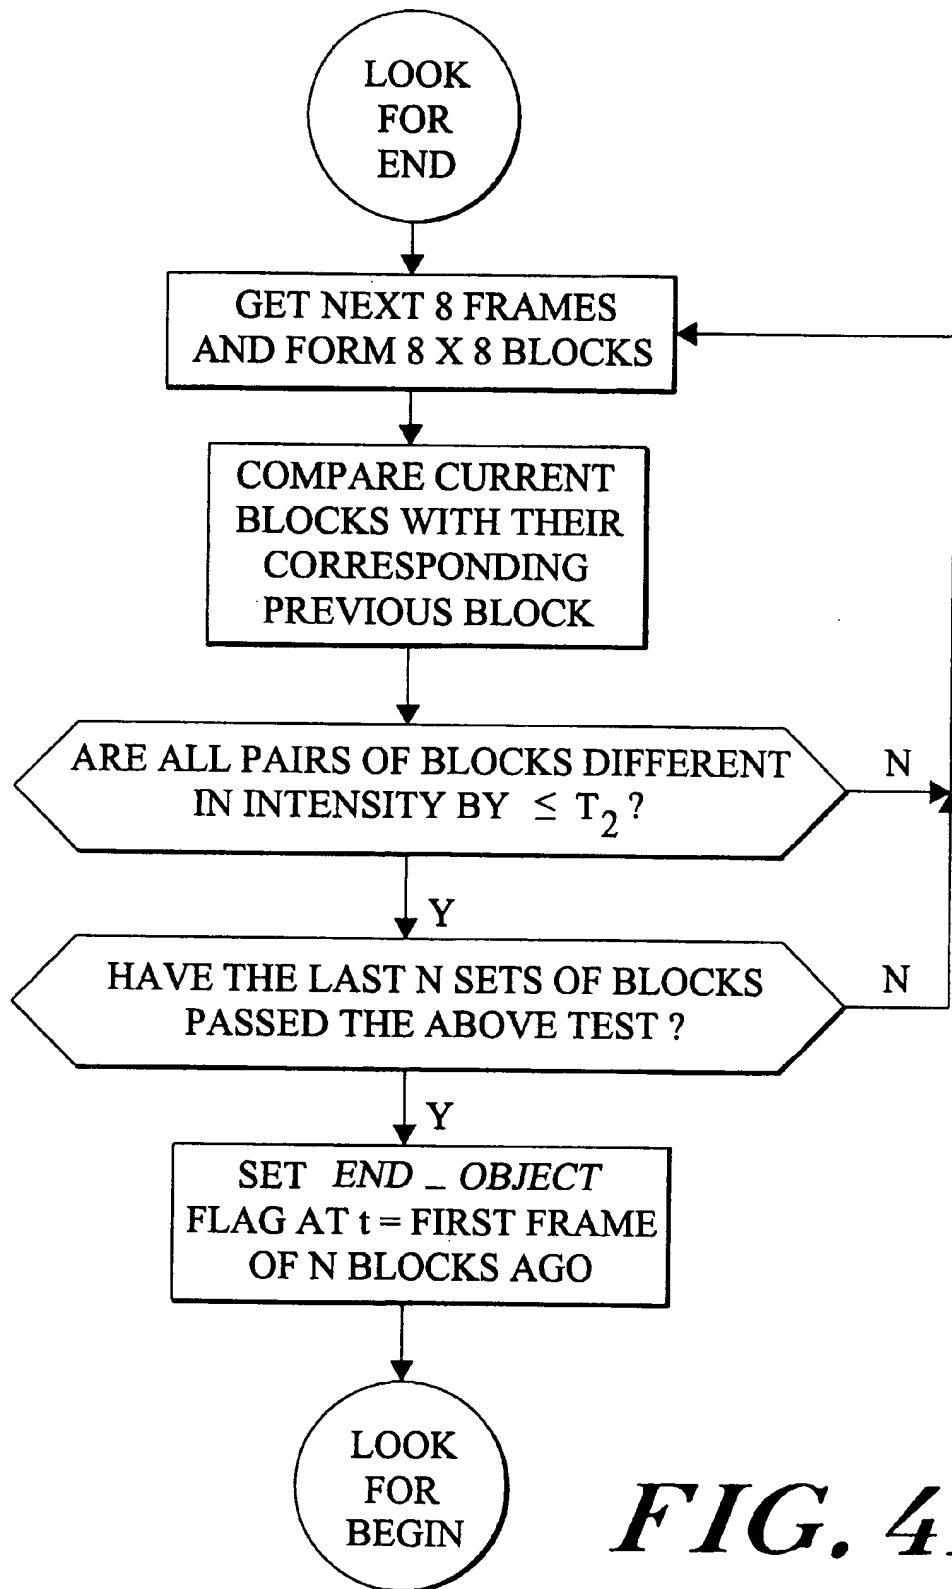 LOOK
FOR
END
GET NEXT 8 FRAMES
AND FORM 8 X 8 BLOCKS
COMPARE CURRENT
BLOCKS WITH THEIR
CORRESPONDING
PREVIOUS BLOCK
ARE ALL PAIRS OF BLOCKS DIFFERENT
IN INTENSITY BY ≤ T2 ?
N
Y
HAVE THE LAST N SETS OF BLOCKS
PASSED THE ABOVE TEST ?
N
Y
SET END _ OBJECT
FLAG AT t = FIRST FRAME
OF N BLOCKS AGO
LOOK
FOR
BEGIN
FIG. 4